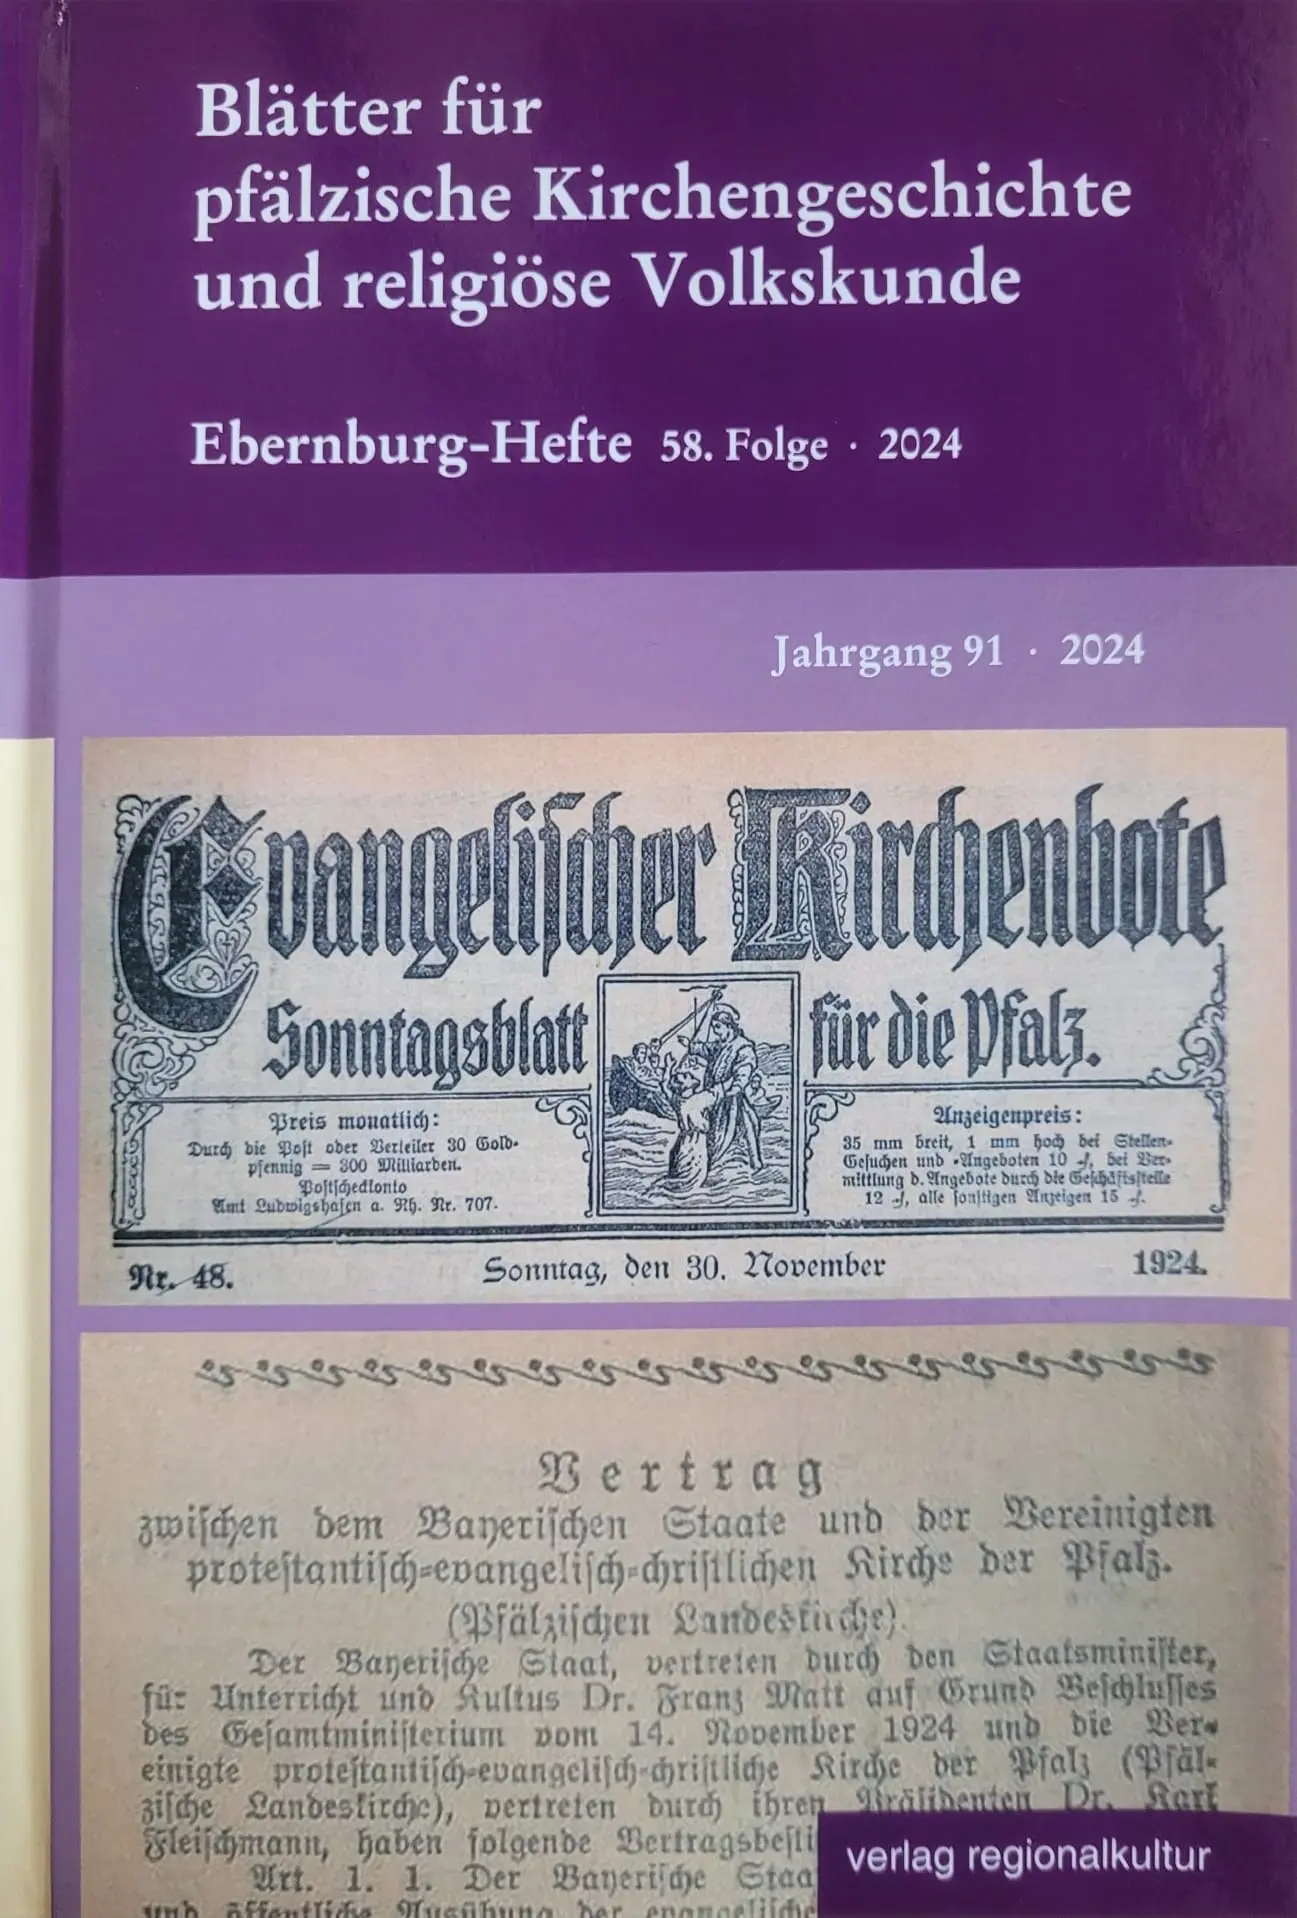 Blätter für
pfälzische Kirchengeschichte
und religiöse Volkskunde
Ebernburg-Hefte 58. Folge · 2024
Jahrgang 91 · 2024
Evangelischer Kirchenbote
Sonntagsblatt für die Pfalz.
Preis monatlich:
Durch die Post oder Verteiler 30 Gold-
pfennig = 300 Milliarden.
Postscheckkonto
Amt Ludwigshafen a. Rh. Nr. 707.
Anzeigenpreis:
35 mm breit, 1 mm hoch bei Stellen-
Gesuchen und -Angeboten 10 ₰, bei Ver-
mittlung d. Angebote durch die Geschäftsstelle
12 ₰, alle sonstigen Anzeigen 15 ₰.
Nr. 48. Sonntag, den 30. November 1924.
Vertrag
zwischen dem Bayerischen Staate und der Vereinigten
protestantisch-evangelisch-christlichen Kirche der Pfalz.
(Pfälzischen Landeskirche).
Der Bayerische Staat, vertreten durch den Staatsminister,
für Unterricht und Kultus Dr. Franz Matt auf Grund Beschlusses
des Gesamtministerium vom 14. November 1924 und die Ver-
einigte protestantisch-evangelisch-christliche Kirche der Pfalz (Pfäl-
zische Landeskirche), vertreten durch ihren Präsidenten Dr. Karl
Fleischmann, haben folgende Vertragsbesti
Art. 1. 1. Der Bayerische Staa
und öffentliche Ausübung der evangelische
verlag regionalkultur